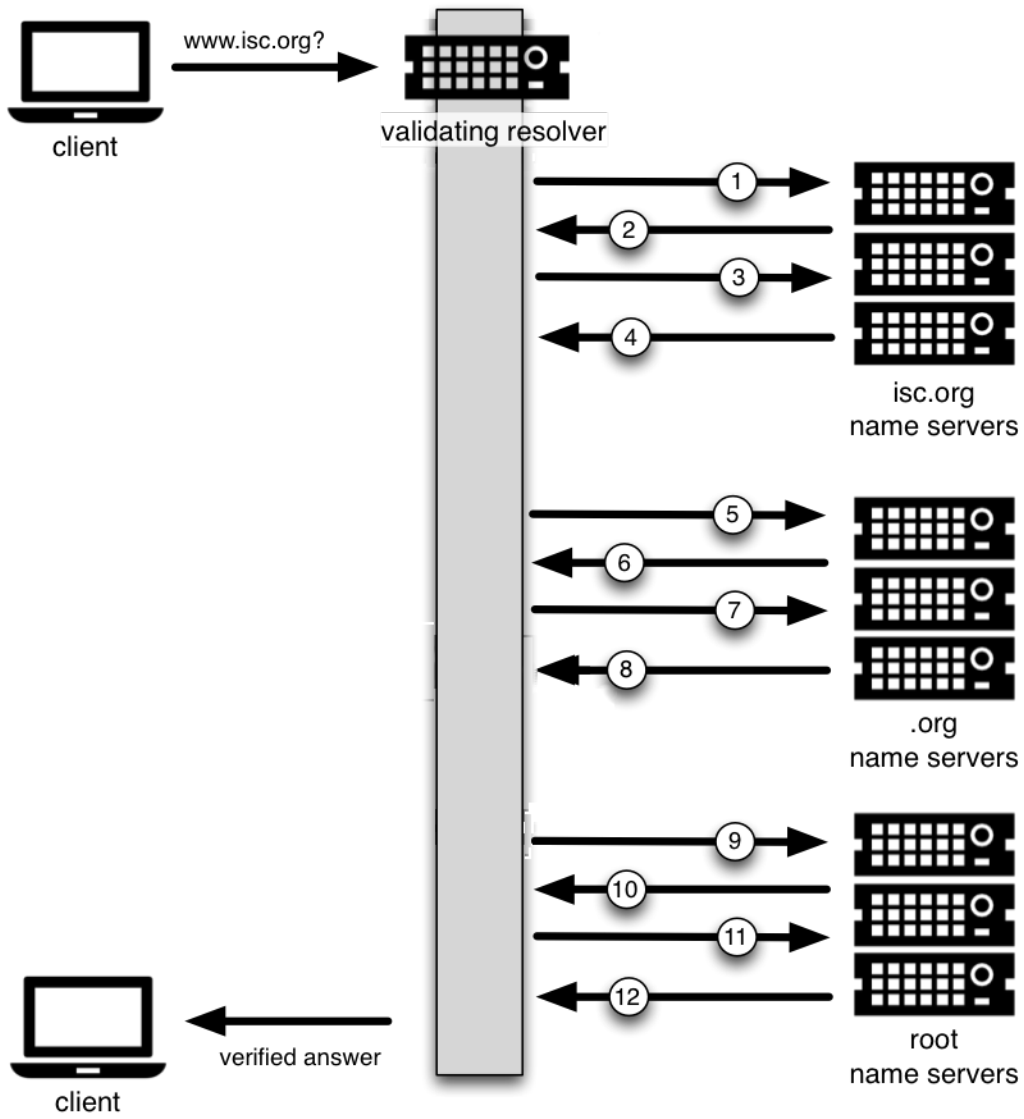 www.isc.org?
client
validating resolver
1
2
3
4
isc.org
name servers
5
6
7
8
.org
name servers
9
10
11
12
root
name servers
verified answer
client